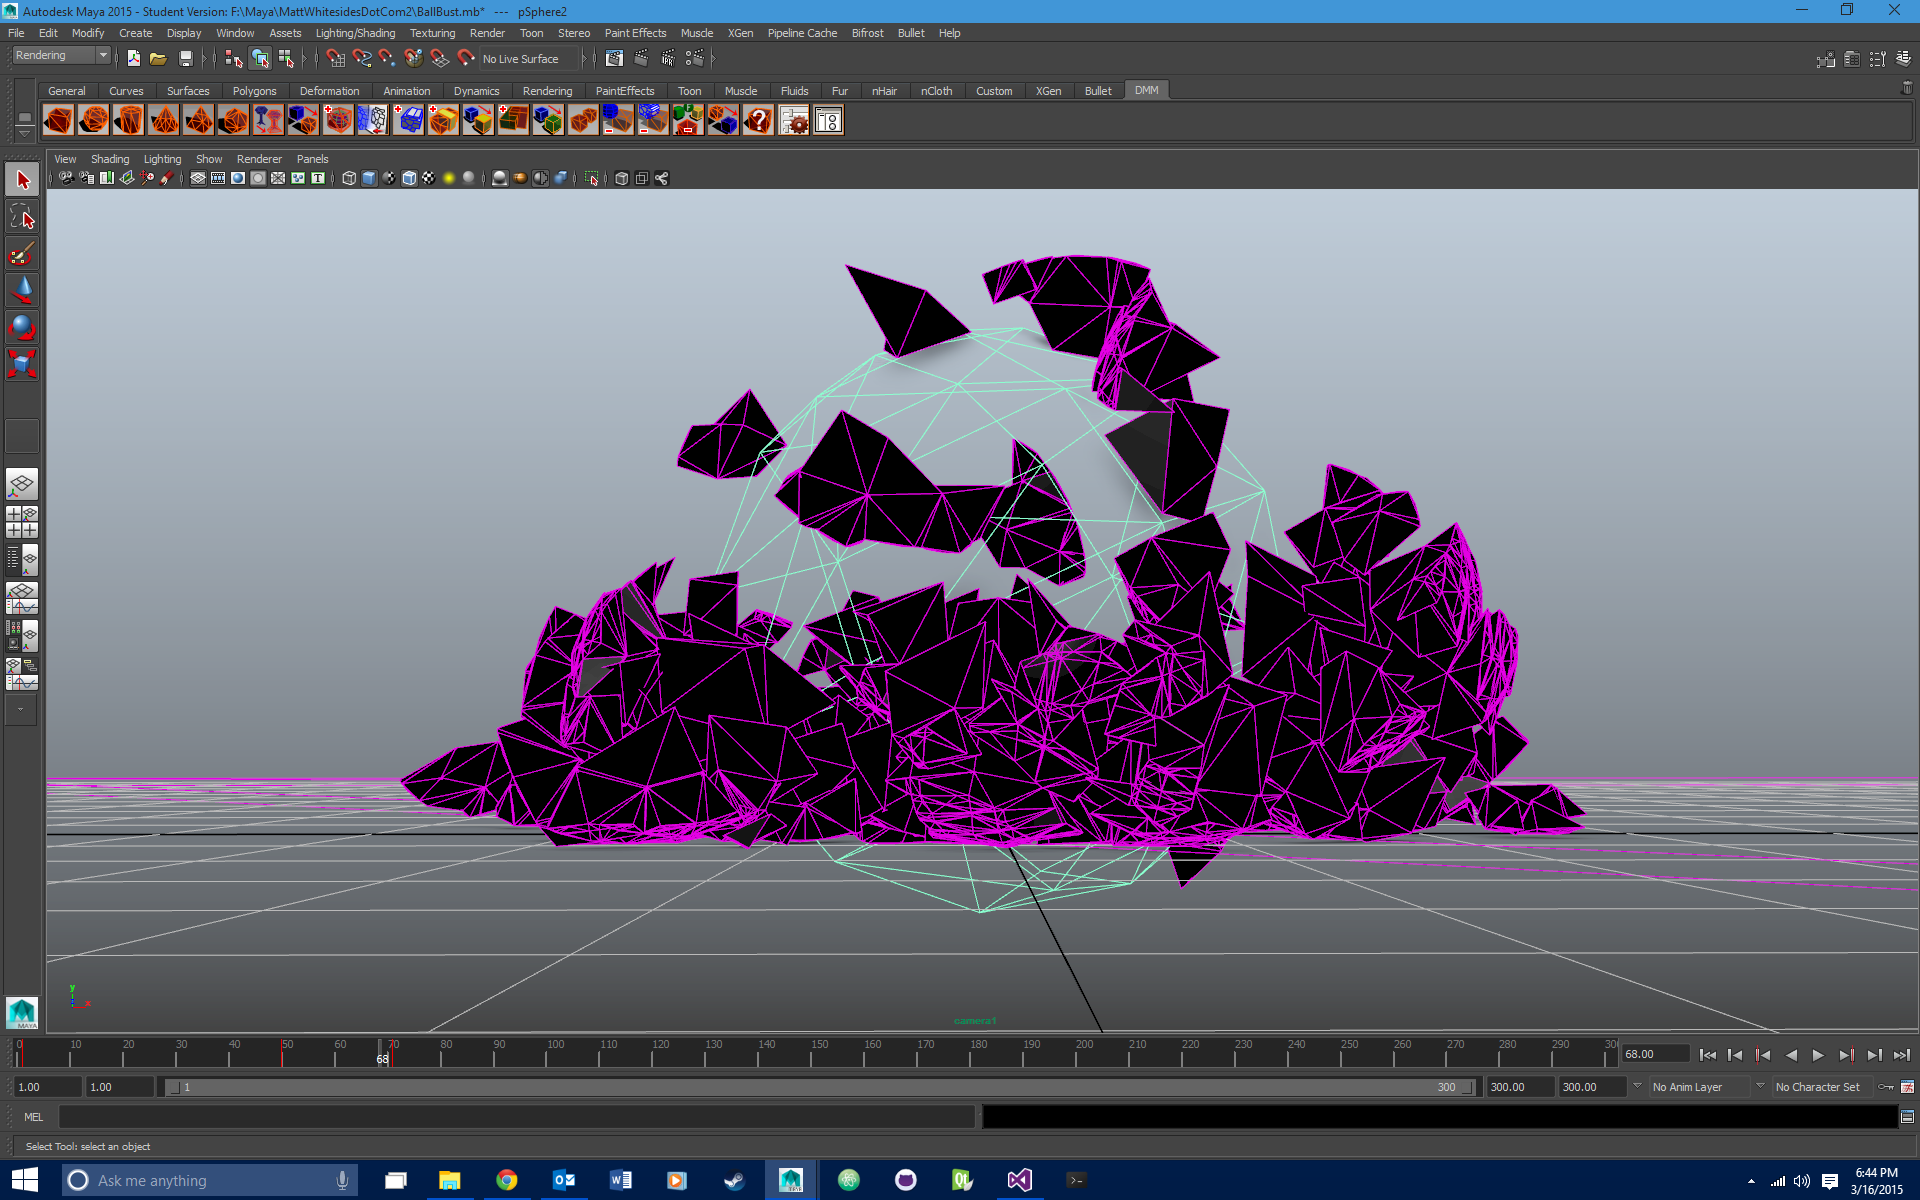 Autodesk Maya 2015 - Student Version: F:\Maya\MattWhitesidesDotCom2\BallBust.mb* --- pSphere2
File Edit Modify Create Display Window Assets Lighting/Shading Texturing Render Toon Stereo Paint Effects Muscle XGen Pipeline Cache Bifrost Bullet Help
Rendering No Live Surface
General Curves Surfaces Polygons Deformation Animation Dynamics Rendering PaintEffects Toon Muscle Fluids Fur nHair nCloth Custom XGen Bullet DMM
View Shading Lighting Show Renderer Panels
y
x
camera1
MAYA
0 10 20 30 40 50 60 70 80 90 100 110 120 130 140 150 160 170 180 190 200 210 220 230 240 250 260 270 280 290 30
68
68.00
1.00 1.00 1 300 300.00 300.00 No Anim Layer No Character Set
MEL
Select Tool: select an object
Ask me anything
6:44 PM
3/16/2015